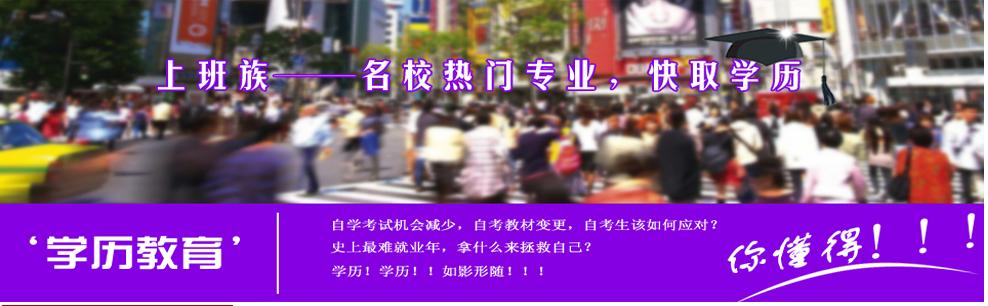 上班族——名校热门专业，快取学历
‘学历教育’
自学考试机会减少，自考教材变更，自考生该如何应对？
史上最难就业年，拿什么来拯救自己？
学历！学历！！如影形随！！！
你懂得！！！